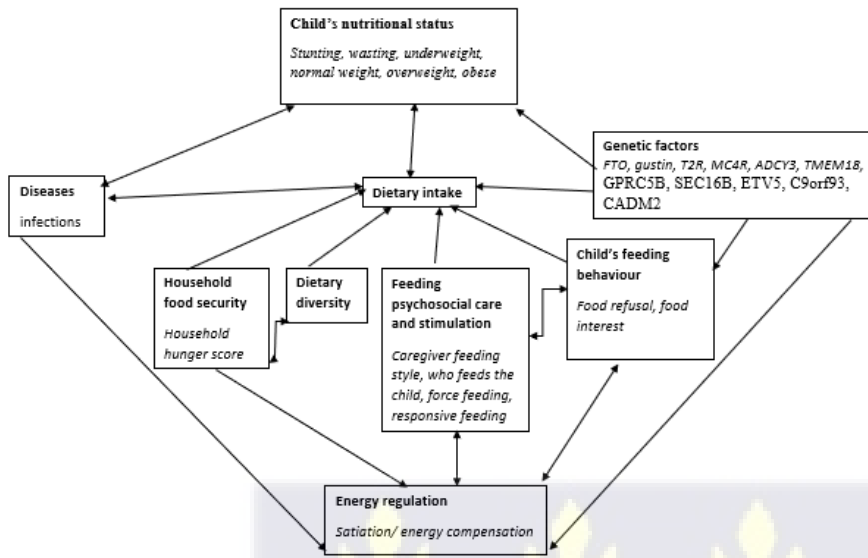 Child's nutritional status
Stunting, wasting, underweight,
normal weight, overweight, obese
Genetic factors
FTO, gustin, T2R, MC4R, ADCY3, TMEM18,
GPRC5B, SEC16B, ETV5, C9orf93,
CADM2
Diseases
infections
Dietary intake
Household
food security
Household
hunger score
Dietary
diversity
Feeding
psychosocial care
and stimulation
Caregiver feeding
style, who feeds the
child, force feeding,
responsive feeding
Child's feeding
behaviour
Food refusal, food
interest
Energy regulation
Satiation/ energy compensation